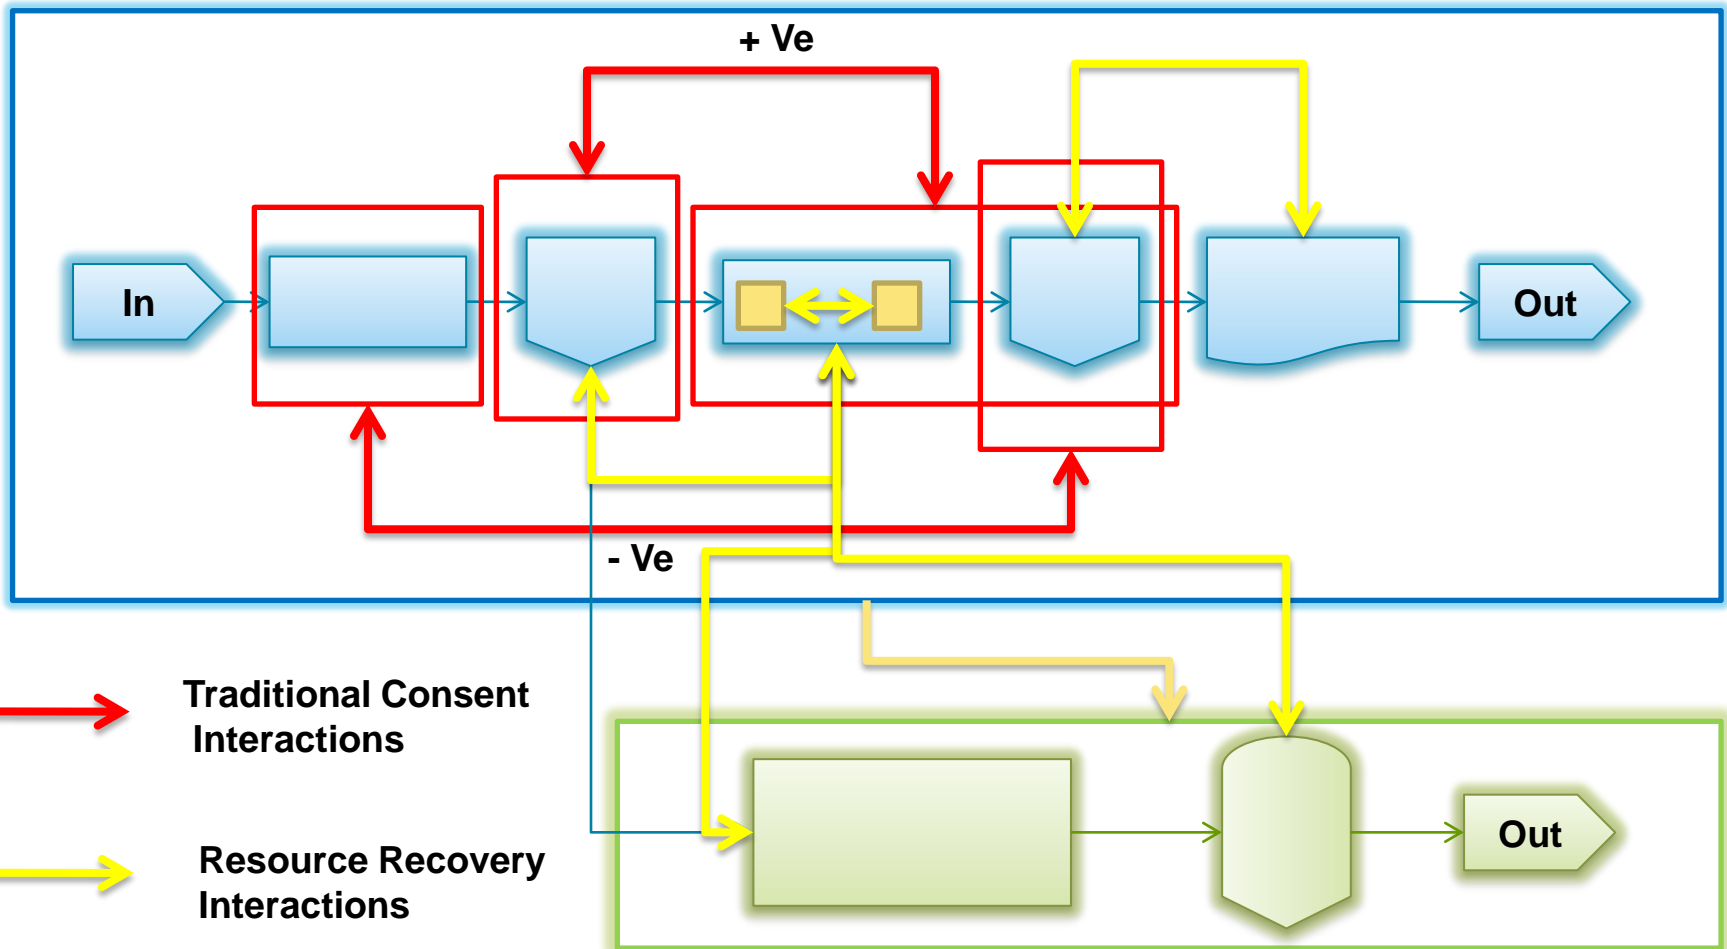 + Ve
In
Out
- Ve
Traditional Consent
Interactions
Resource Recovery
Interactions
Out